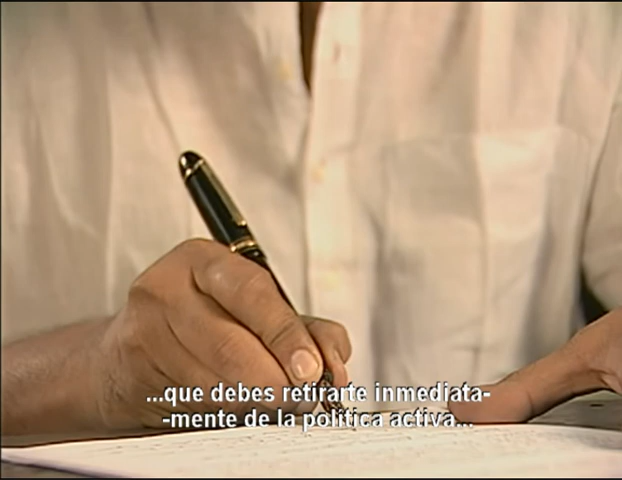 ...que debes retirarte inmediata-
-mente de la política activa...